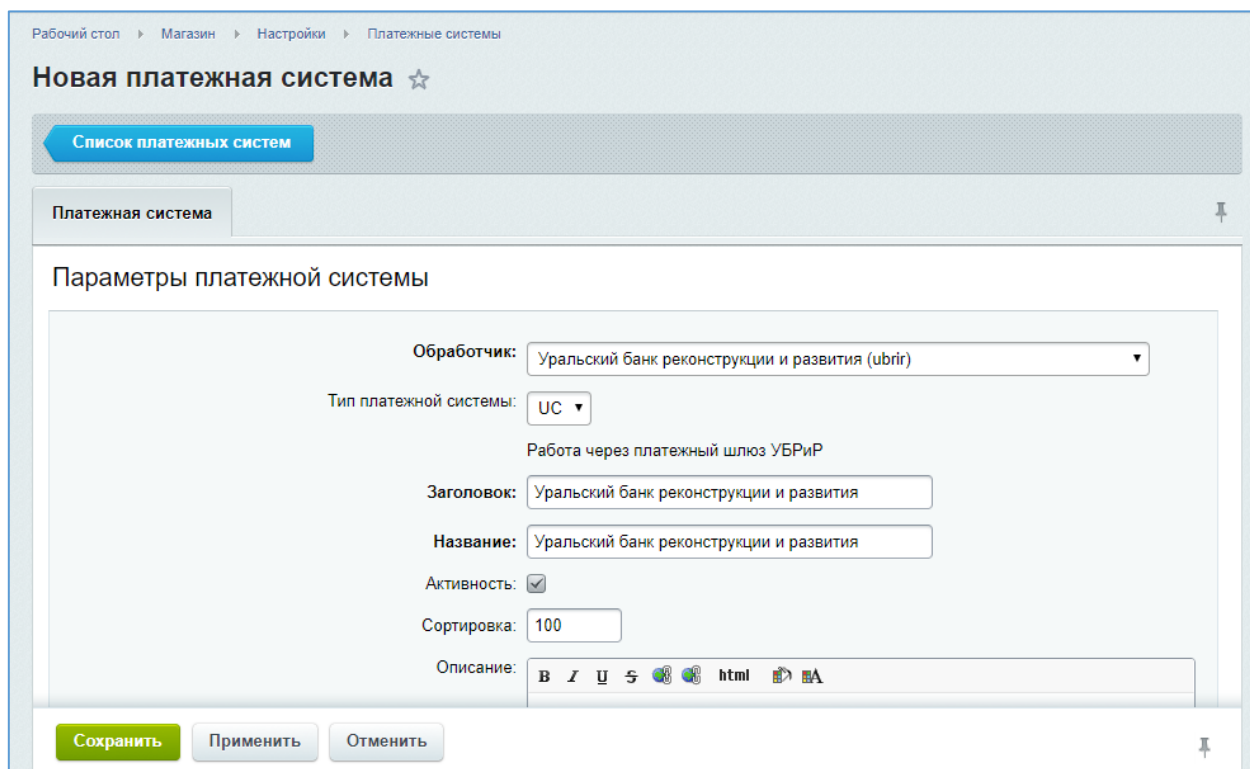 Рабочий стол Магазин Настройки Платежные системы
Новая платежная система
Список платежных систем
Платежная система
Параметры платежной системы
Обработчик: Уральский банк реконструкции и развития (ubrir)
Тип платежной системы: UC
Работа через платежный шлюз УБРиР
Заголовок: Уральский банк реконструкции и развития
Название: Уральский банк реконструкции и развития
Активность:
Сортировка: 100
Описание: B I U S html A
Сохранить Применить Отменить